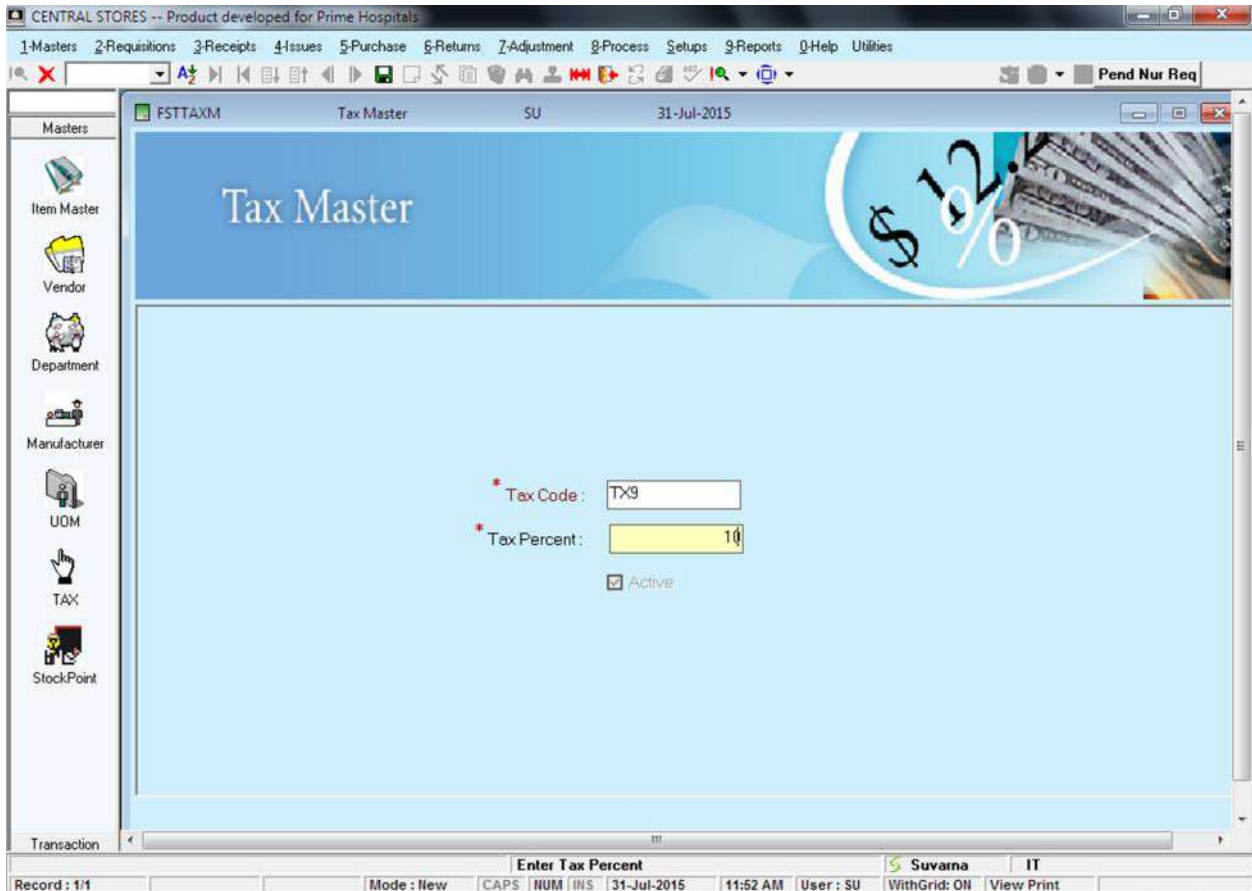 CENTRAL STORES -- Product developed for Prime Hospitals
1-Masters 2-Requisitions 3-Receipts 4-Issues 5-Purchase 6-Returns 7-Adjustment 8-Process Setups 9-Reports 0-Help Utilities
Pend Nur Req
FSTTAXM Tax Master SU 31-Jul-2015
Masters
Tax Master
$ 12. %
Item Master
Vendor
Department
Manufacturer
* Tax Code : TX9
UOM
* Tax Percent : 10
Active
TAX
StockPoint
Transaction
Enter Tax Percent Suvarna IT
Record : 1/1 Mode : New CAPS NUM INS 31-Jul-2015 11:52 AM User : SU WithGrid: ON View Print